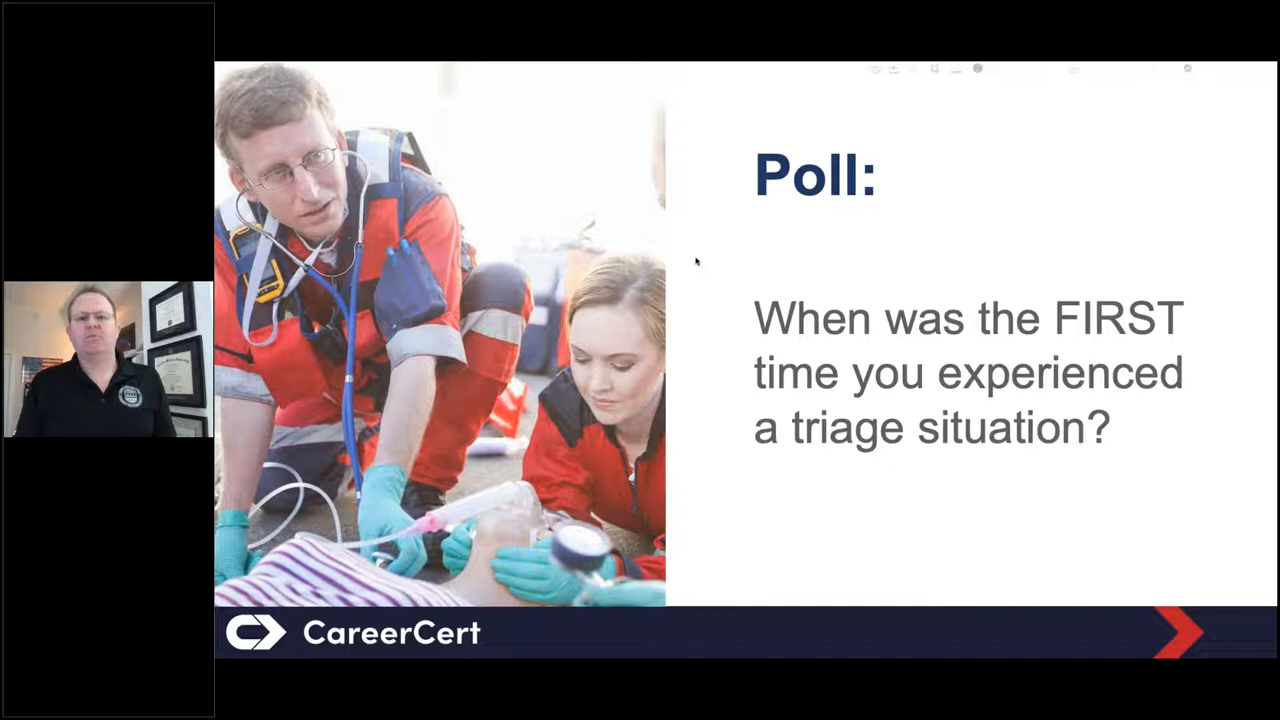 Poll:
When was the FIRST
time you experienced
a triage situation?
CareerCert